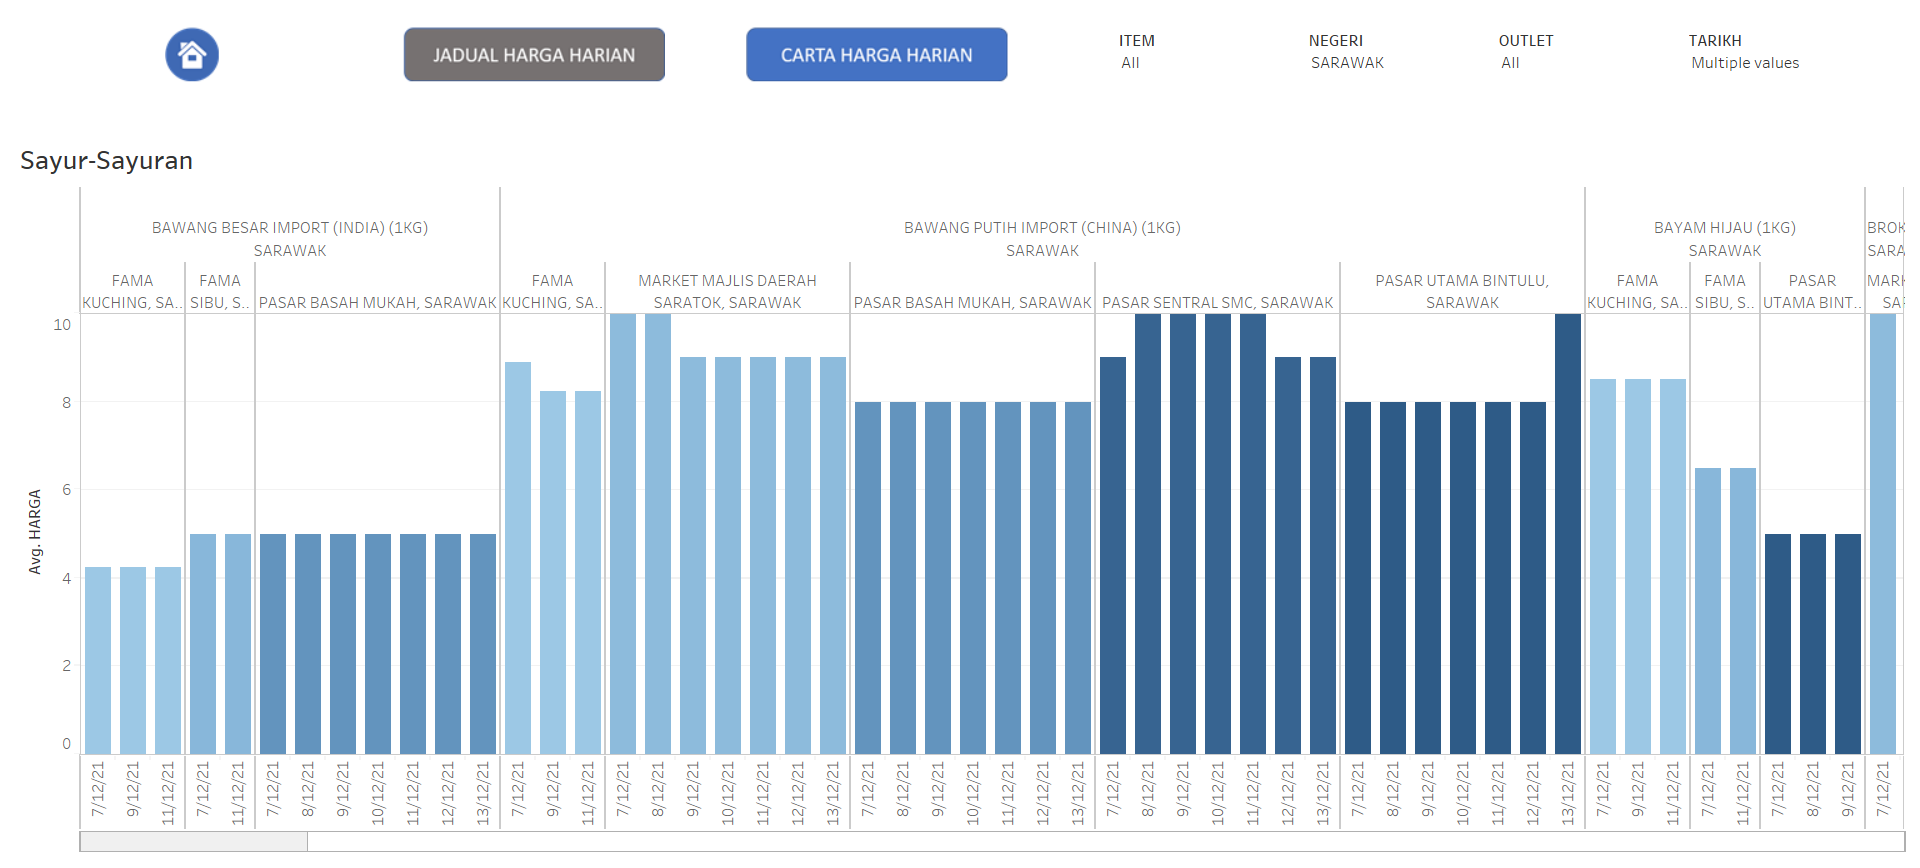 JADUAL HARGA HARIAN
CARTA HARGA HARIAN
ITEM
All
NEGERI
SARAWAK
OUTLET
All
TARIKH
Multiple values
Sayur-Sayuran
BAWANG BESAR IMPORT (INDIA) (1KG)
SARAWAK
BAWANG PUTIH IMPORT (CHINA) (1KG)
SARAWAK
BAYAM HIJAU (1KG)
SARAWAK
BROK
SARA
FAMA
KUCHING, SA..
FAMA
SIBU, S..
PASAR BASAH MUKAH, SARAWAK
FAMA
KUCHING, SA..
MARKET MAJLIS DAERAH
SARATOK, SARAWAK
PASAR BASAH MUKAH, SARAWAK
PASAR SENTRAL SMC, SARAWAK
PASAR UTAMA BINTULU,
SARAWAK
FAMA
KUCHING, SA..
FAMA
SIBU, S..
PASAR
UTAMA BINT..
MARK
SAR
Avg. HARGA
10
8
6
4
2
0
7/12/21
9/12/21
11/12/21
7/12/21
11/12/21
7/12/21
8/12/21
9/12/21
10/12/21
11/12/21
12/12/21
13/12/21
7/12/21
9/12/21
11/12/21
7/12/21
8/12/21
9/12/21
10/12/21
11/12/21
12/12/21
13/12/21
7/12/21
8/12/21
9/12/21
10/12/21
11/12/21
12/12/21
13/12/21
7/12/21
8/12/21
9/12/21
10/12/21
11/12/21
12/12/21
13/12/21
7/12/21
8/12/21
9/12/21
10/12/21
11/12/21
12/12/21
13/12/21
7/12/21
9/12/21
11/12/21
7/12/21
11/12/21
7/12/21
8/12/21
9/12/21
7/12/21